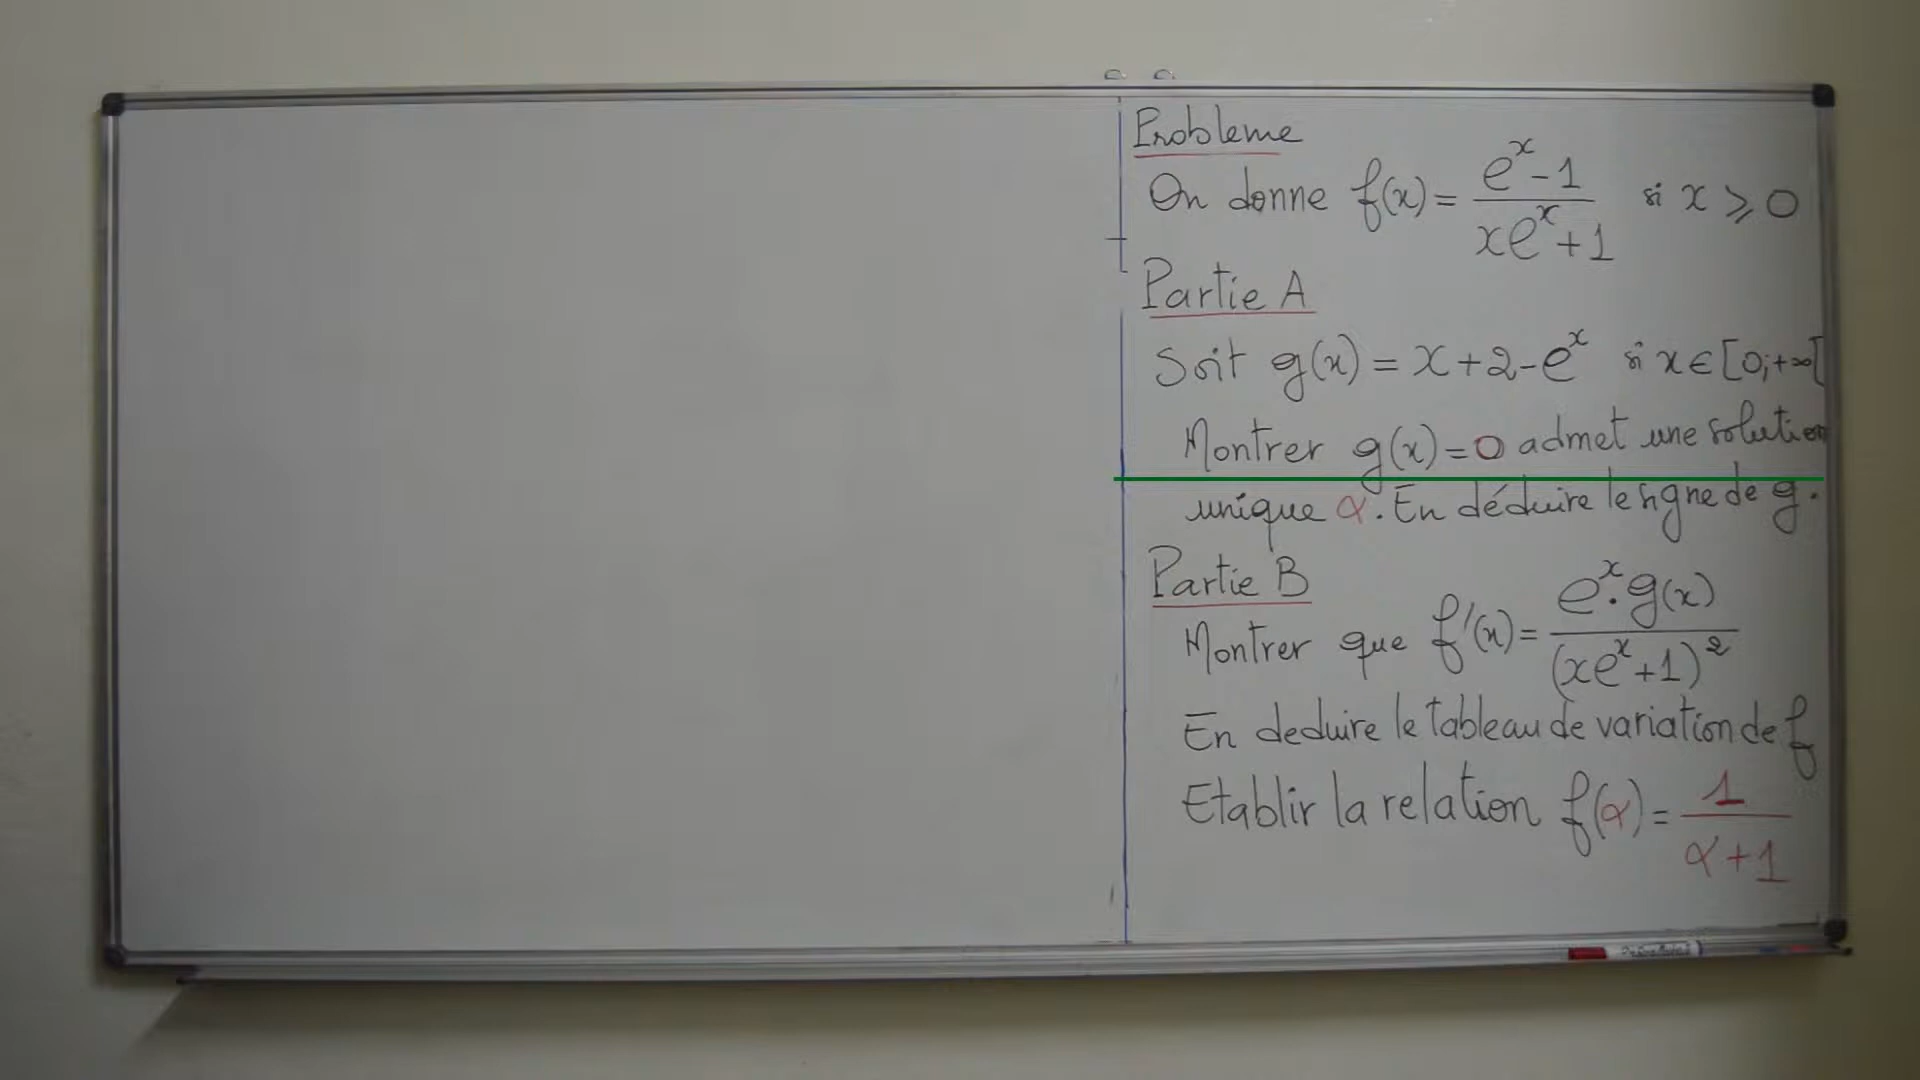 Probleme
On donne f(x) = (e^x - 1)/(xe^x + 1) si x ⩾ 0
Partie A
Soit g(x) = x + 2 - e^x si x ∈ [0; +∞[
Montrer g(x) = 0 admet une solution
unique α. En déduire le signe de g.
Partie B
Montrer que f'(x) = (e^x · g(x))/(xe^x + 1)^2
En deduire le tableau de variation de f
Etablir la relation f(α) = 1/(α + 1)